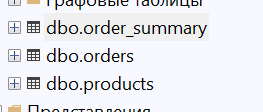 Графовые таблицы
dbo.order_summary
dbo.orders
dbo.products
Представления